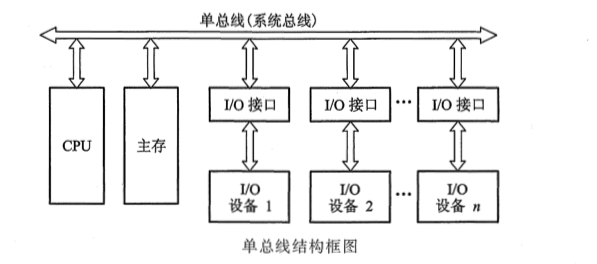 单总线(系统总线)
CPU
主存
I/O 接口
I/O 接口
···
I/O 接口
I/O
设备 1
I/O
设备 2
···
I/O
设备 n
单总线结构框图